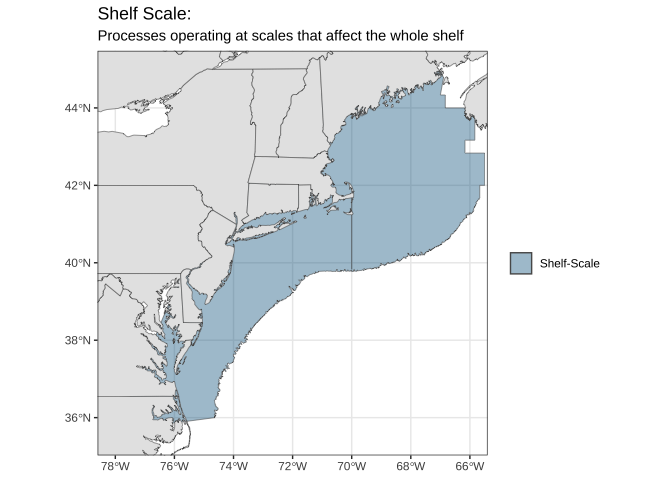 Shelf Scale:
Processes operating at scales that affect the whole shelf
44°N
42°N
40°N
38°N
36°N
78°W 76°W 74°W 72°W 70°W 68°W 66°W
Shelf-Scale